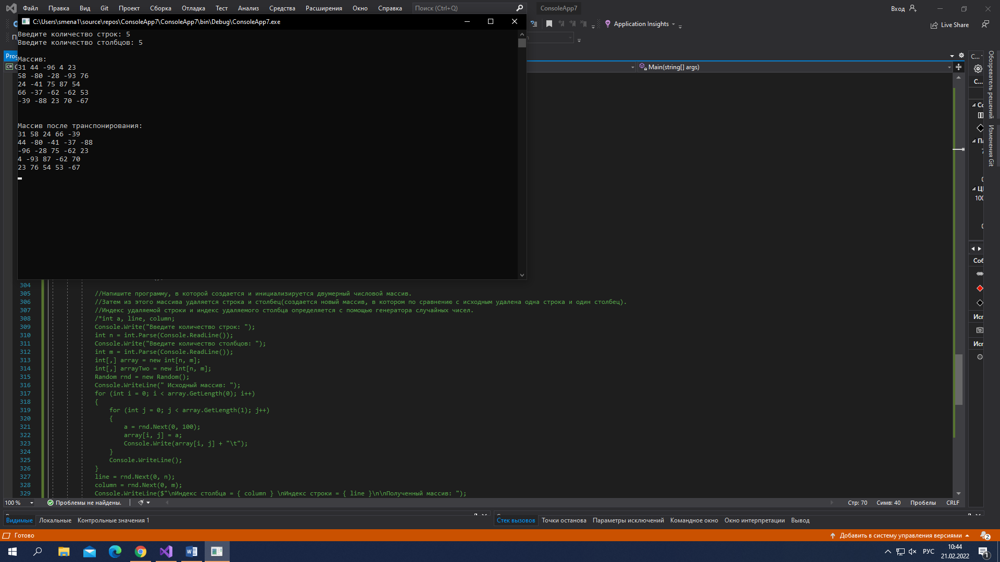 Файл Правка Вид Git Проект Сборка Отладка Тест Анализ Средства Расширения Окно Справка Поиск (Ctrl+Q) ConsoleApp7 Вход
C:\Users\smena1\source\repos\ConsoleApp7\ConsoleApp7\bin\Debug\ConsoleApp7.exe
Application Insights Live Share
Введите количество строк: 5
Введите количество столбцов: 5
Массив:
31 44 -96 4 23
58 -80 -28 -93 76
24 -41 75 87 54
66 -37 -62 -62 53
-39 -88 23 70 -67
Массив после транспонирования:
31 58 24 66 -39
44 -80 -41 -37 -88
-96 -28 75 -62 23
4 -93 87 -62 70
23 76 54 53 -67
Main(string[] args)
Обозреватель решений
Изменения Git
304
305 //Напишите программу, в которой создается и инициализируется двумерный числовой массив.
306 //Затем из этого массива удаляется строка и столбец(создается новый массив, в котором по сравнению с исходным удалена одна строка и один столбец).
307 //Индекс удаляемой строки и индекс удаляемого столбца определяется с помощью генератора случайных чисел.
308 /*int a, line, column;
309 Console.Write("Введите количество строк: ");
310 int n = int.Parse(Console.ReadLine());
311 Console.Write("Введите количество столбцов: ");
312 int m = int.Parse(Console.ReadLine());
313 int[,] array = new int[n, m];
314 int[,] arrayTwo = new int[n, m];
315 Random rnd = new Random();
316 Console.WriteLine(" Исходный массив: ");
317 for (int i = 0; i < array.GetLength(0); i++)
318 {
319 for (int j = 0; j < array.GetLength(1); j++)
320 {
321 a = rnd.Next(0, 100);
322 array[i, j] = a;
323 Console.Write(array[i, j] + "\t");
324 }
325 Console.WriteLine();
326 }
327 line = rnd.Next(0, n);
328 column = rnd.Next(0, m);
329 Console.WriteLine($"\nИндекс столбца = { column } \nИндекс строки = { line }\n\nПолученный массив: ");
100 % Проблемы не найдены. Стр: 70 Симв: 40 Пробелы CRLF
Видимые Локальные Контрольные значения 1 Стек вызовов Точки останова Параметры исключений Командное окно Окно интерпретации Вывод
Готово Добавить в систему управления версиями 2
РУС 10:44
21.02.2022 1